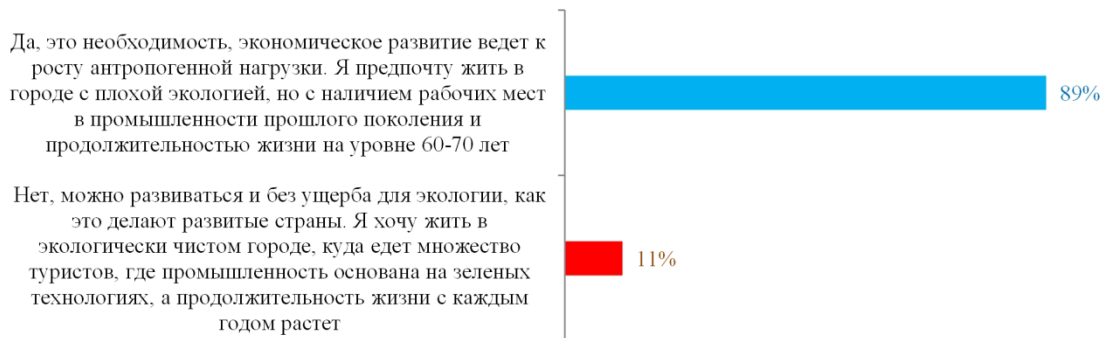 Да, это необходимость, экономическое развитие ведет к
росту антропогенной нагрузки. Я предпочту жить в
городе с плохой экологией, но с наличием рабочих мест
в промышленности прошлого поколения и
продолжительностью жизни на уровне 60-70 лет
89%
Нет, можно развиваться и без ущерба для экологии, как
это делают развитые страны. Я хочу жить в
экологически чистом городе, куда едет множество
туристов, где промышленность основана на зеленых
технологиях, а продолжительность жизни с каждым
годом растет
11%